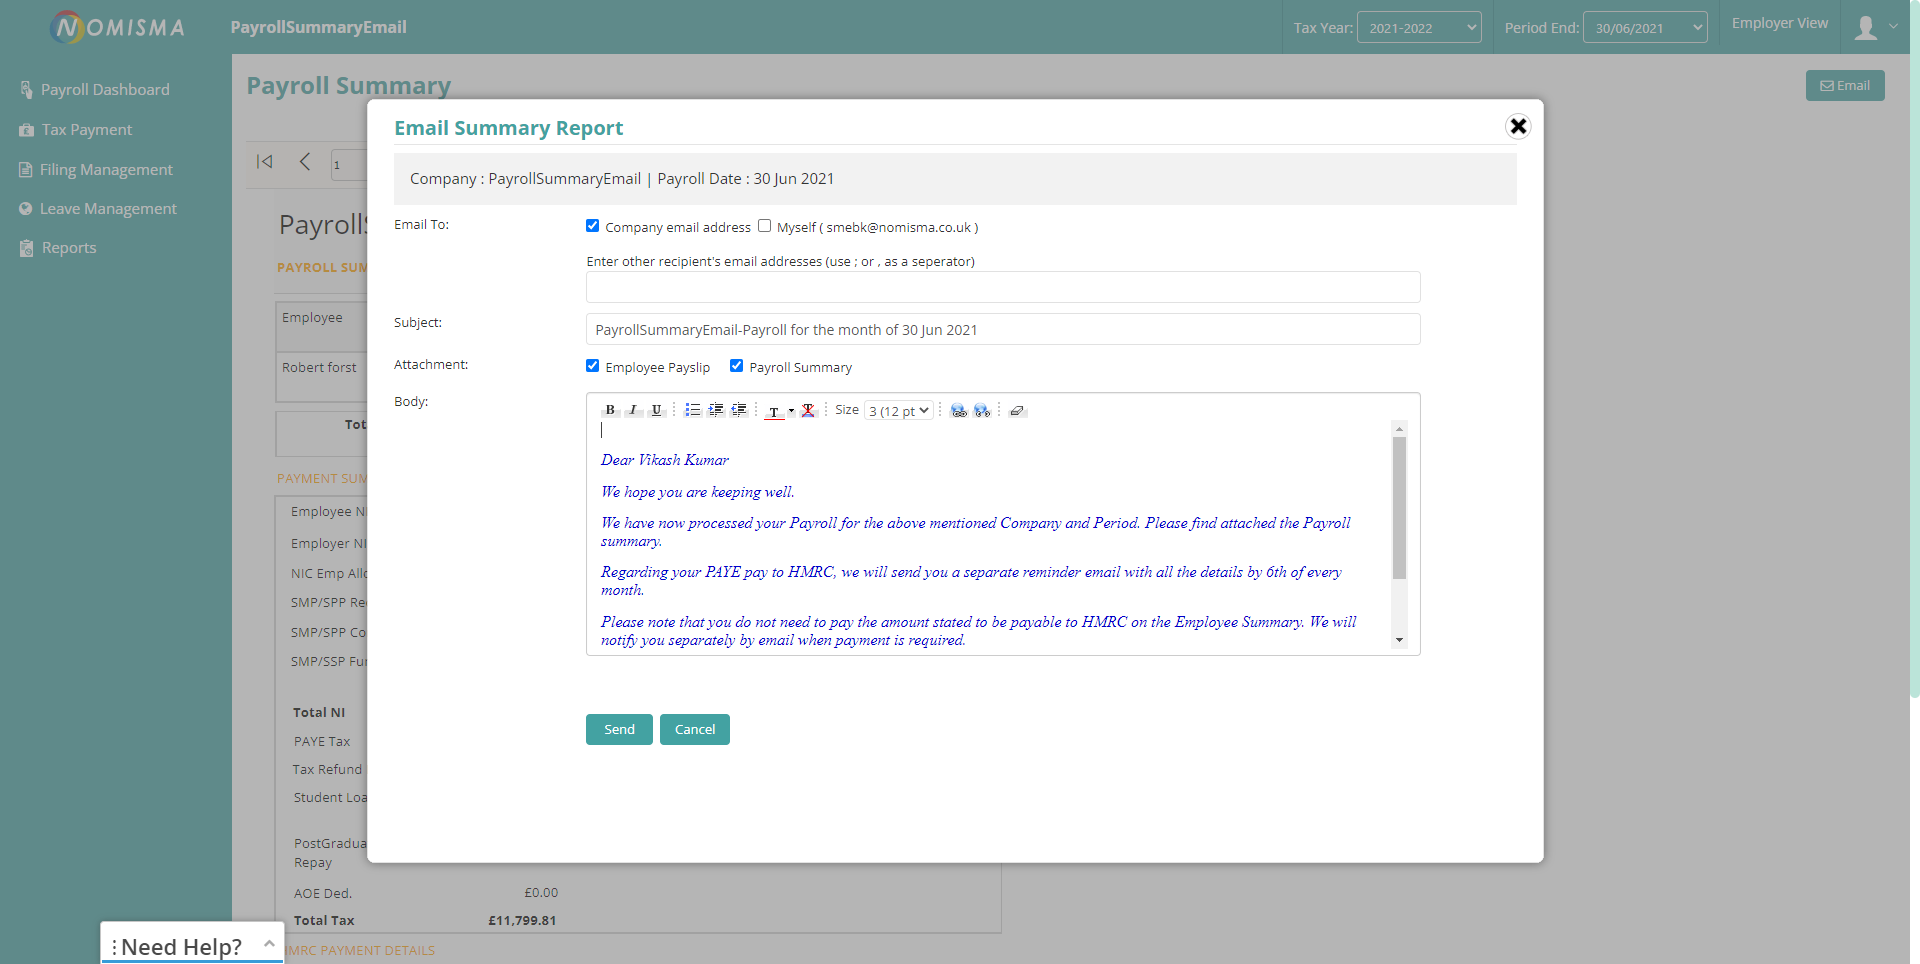 NOMISMA
PayrollSummaryEmail
Tax Year: 2021-2022
Period End: 30/06/2021
Employer View
Payroll Dashboard
Tax Payment
Filing Management
Leave Management
Reports
Payroll Summary
Email
1
PAYROLL SUM
Employee
Robert forst
PAYMENT SUM
Employee NI
Employer NI
NIC Emp Allo
SMP/SPP Re
SMP/SPP Co
SMP/SSP Fu
Total NI
PAYE Tax
Tax Refund
Student Loa
PostGradua
Repay
AOE Ded. £0.00
Total Tax £11,799.81
HMRC PAYMENT DETAILS
Email Summary Report
Company : PayrollSummaryEmail | Payroll Date : 30 Jun 2021
Email To:
Company email address
Myself ( smebk@nomisma.co.uk )
Enter other recipient's email addresses (use ; or , as a seperator)
Subject:
PayrollSummaryEmail-Payroll for the month of 30 Jun 2021
Attachment:
Employee Payslip
Payroll Summary
Body:
B I U T T Size 3 (12 pt
Dear Vikash Kumar
We hope you are keeping well.
We have now processed your Payroll for the above mentioned Company and Period. Please find attached the Payroll
summary.
Regarding your PAYE pay to HMRC, we will send you a separate reminder email with all the details by 6th of every
month.
Please note that you do not need to pay the amount stated to be payable to HMRC on the Employee Summary. We will
notify you separately by email when payment is required.
Send
Cancel
Need Help?